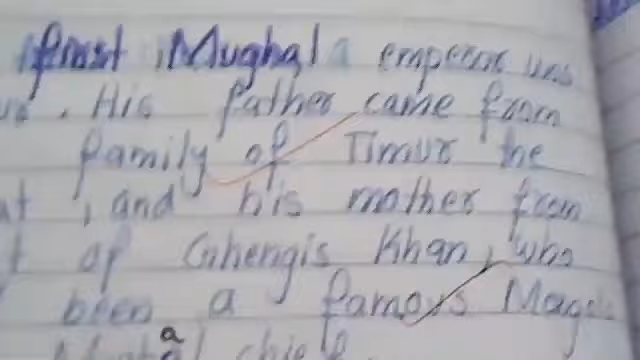 first Mughal emperor was
His father came from
family of Timur the
and his mother from
of Ghengis Khan, who
been a famous
chief